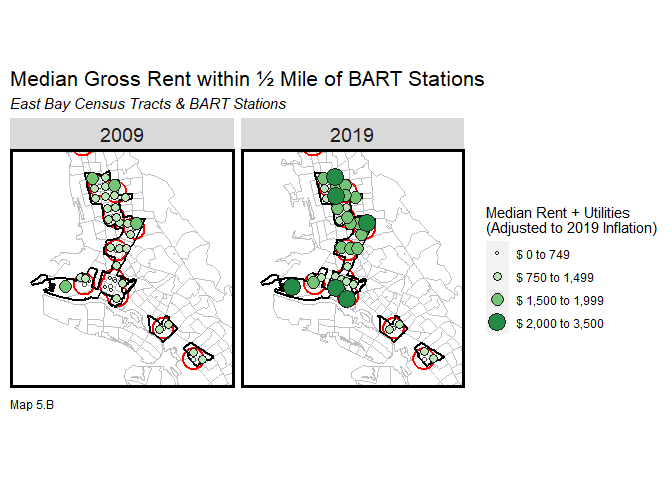 Median Gross Rent within ½ Mile of BART Stations
East Bay Census Tracts & BART Stations
2009
2019
Median Rent + Utilities
(Adjusted to 2019 Inflation)
$ 0 to 749
$ 750 to 1,499
$ 1,500 to 1,999
$ 2,000 to 3,500
Map 5.B